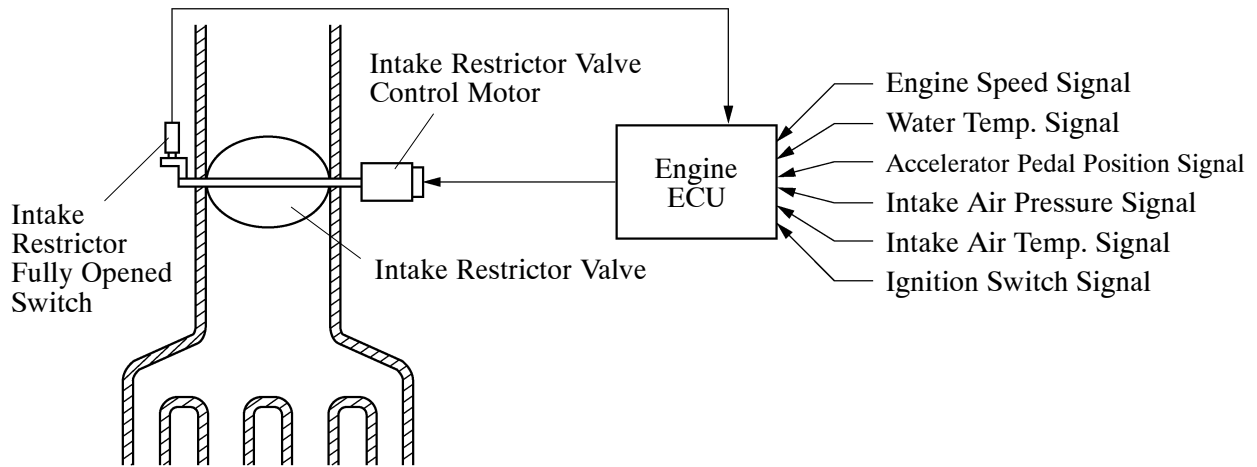 Intake Restrictor Valve
Control Motor
Engine
ECU
Engine Speed Signal
Water Temp. Signal
Accelerator Pedal Position Signal
Intake Air Pressure Signal
Intake Air Temp. Signal
Ignition Switch Signal
Intake
Restrictor
Fully Opened
Switch
Intake Restrictor Valve